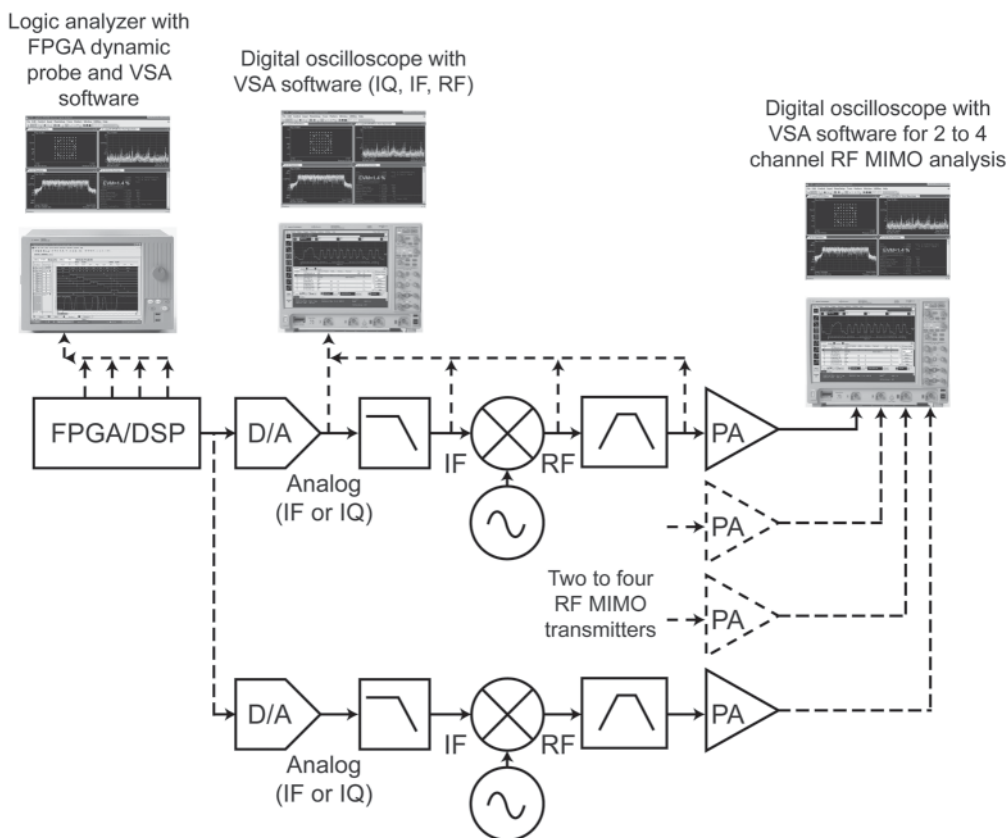 Logic analyzer with
FPGA dynamic
probe and VSA
software
Digital oscilloscope with
VSA software (IQ, IF, RF)
Digital oscilloscope with
VSA software for 2 to 4
channel RF MIMO analysis
FPGA/DSP
D/A
IF
RF
PA
Analog
(IF or IQ)
PA
Two to four
RF MIMO
transmitters
PA
D/A
IF
RF
PA
Analog
(IF or IQ)